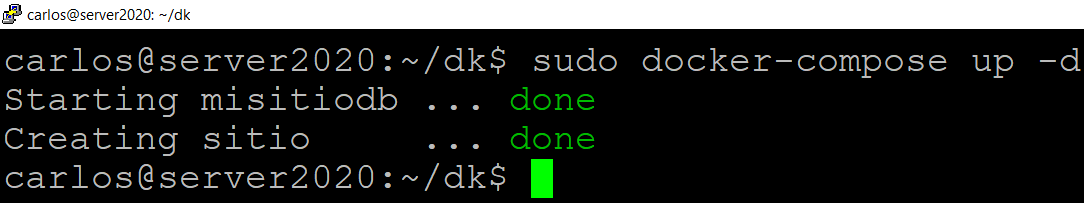 carlos@server2020: ~/dk
carlos@server2020:~/dk$ sudo docker-compose up -d
Starting misitiodb ... done
Creating sitio     ... done
carlos@server2020:~/dk$